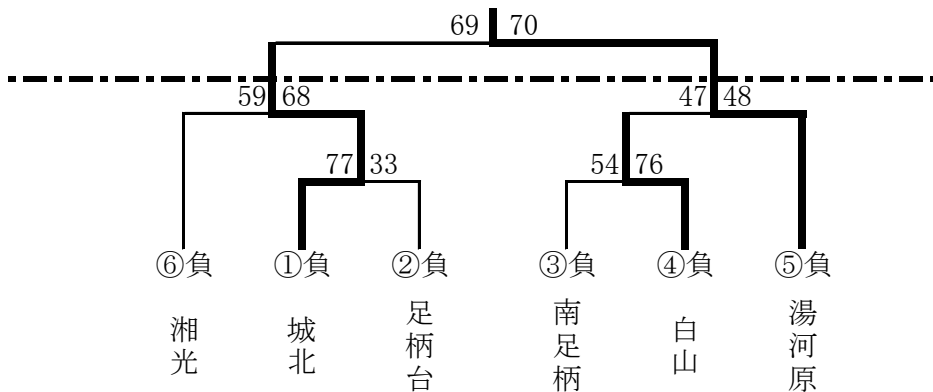 69 70
59 68 47 48
77 33 54 76
⑥負 ①負 ②負 ③負 ④負 ⑤負
湘光 城北 足柄台 南足柄 白山 湯河原